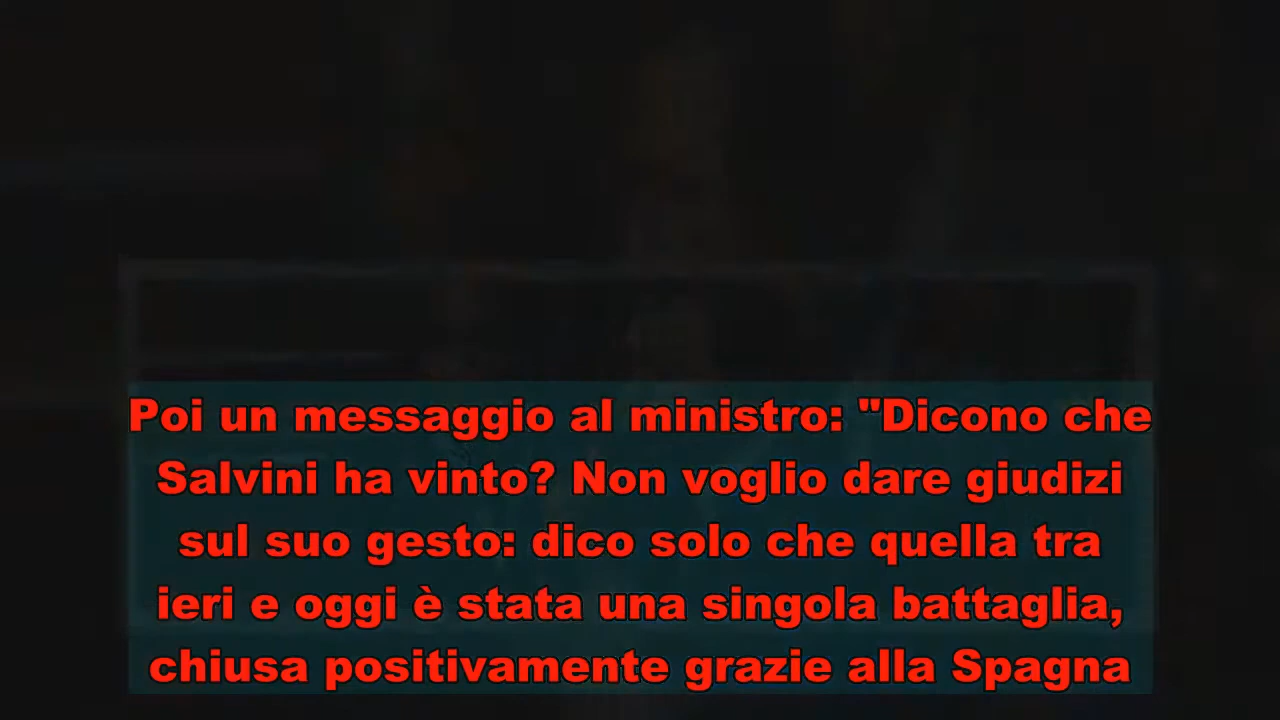 Poi un messaggio al ministro: "Dicono che
Salvini ha vinto? Non voglio dare giudizi
sul suo gesto: dico solo che quella tra
ieri e oggi è stata una singola battaglia,
chiusa positivamente grazie alla Spagna